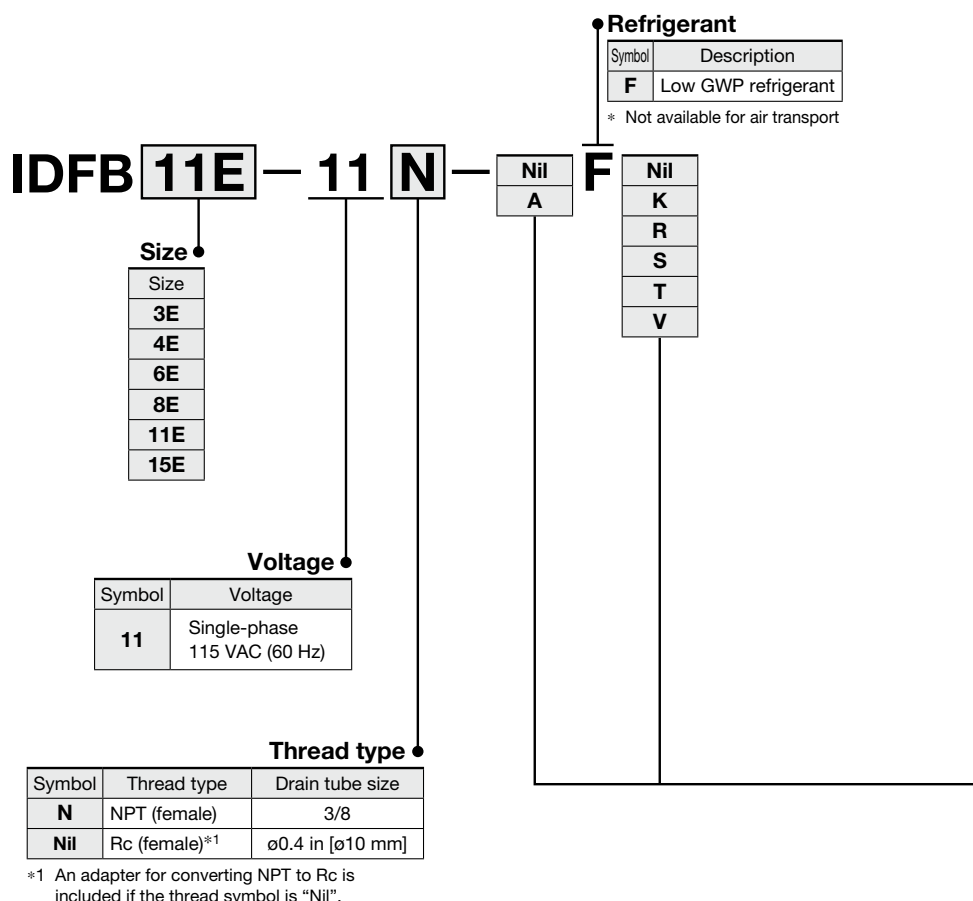 Refrigerant
Symbol Description
F Low GWP refrigerant
* Not available for air transport
IDFB 11E — 11 N — Nil F Nil
A K
R
S
T
V
Size
Size
3E
4E
6E
8E
11E
15E
Voltage
Symbol Voltage
11 Single-phase
115 VAC (60 Hz)
Thread type
Symbol Thread type Drain tube size
N NPT (female) 3/8
Nil Rc (female)*1 ø0.4 in [ø10 mm]
*1 An adapter for converting NPT to Rc is
included if the thread symbol is “Nil”.